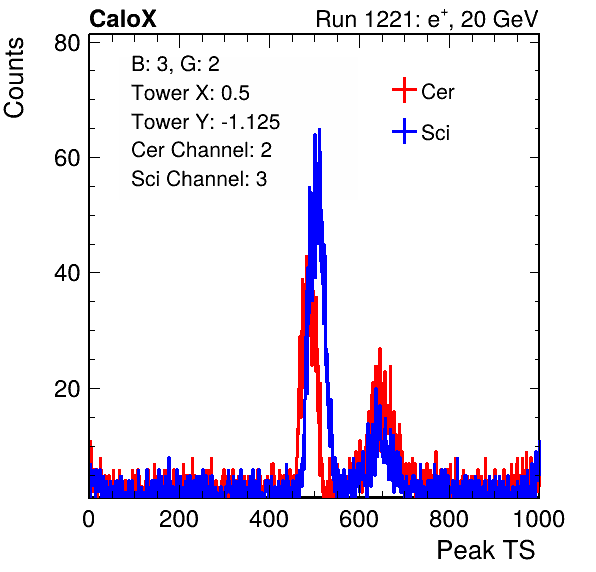 CaloX Run 1221: e+, 20 GeV
Counts
B: 3, G: 2
Tower X: 0.5
Tower Y: -1.125
Cer Channel: 2
Sci Channel: 3
Cer
Sci
80
60
40
20
0 200 400 600 800 1000
Peak TS